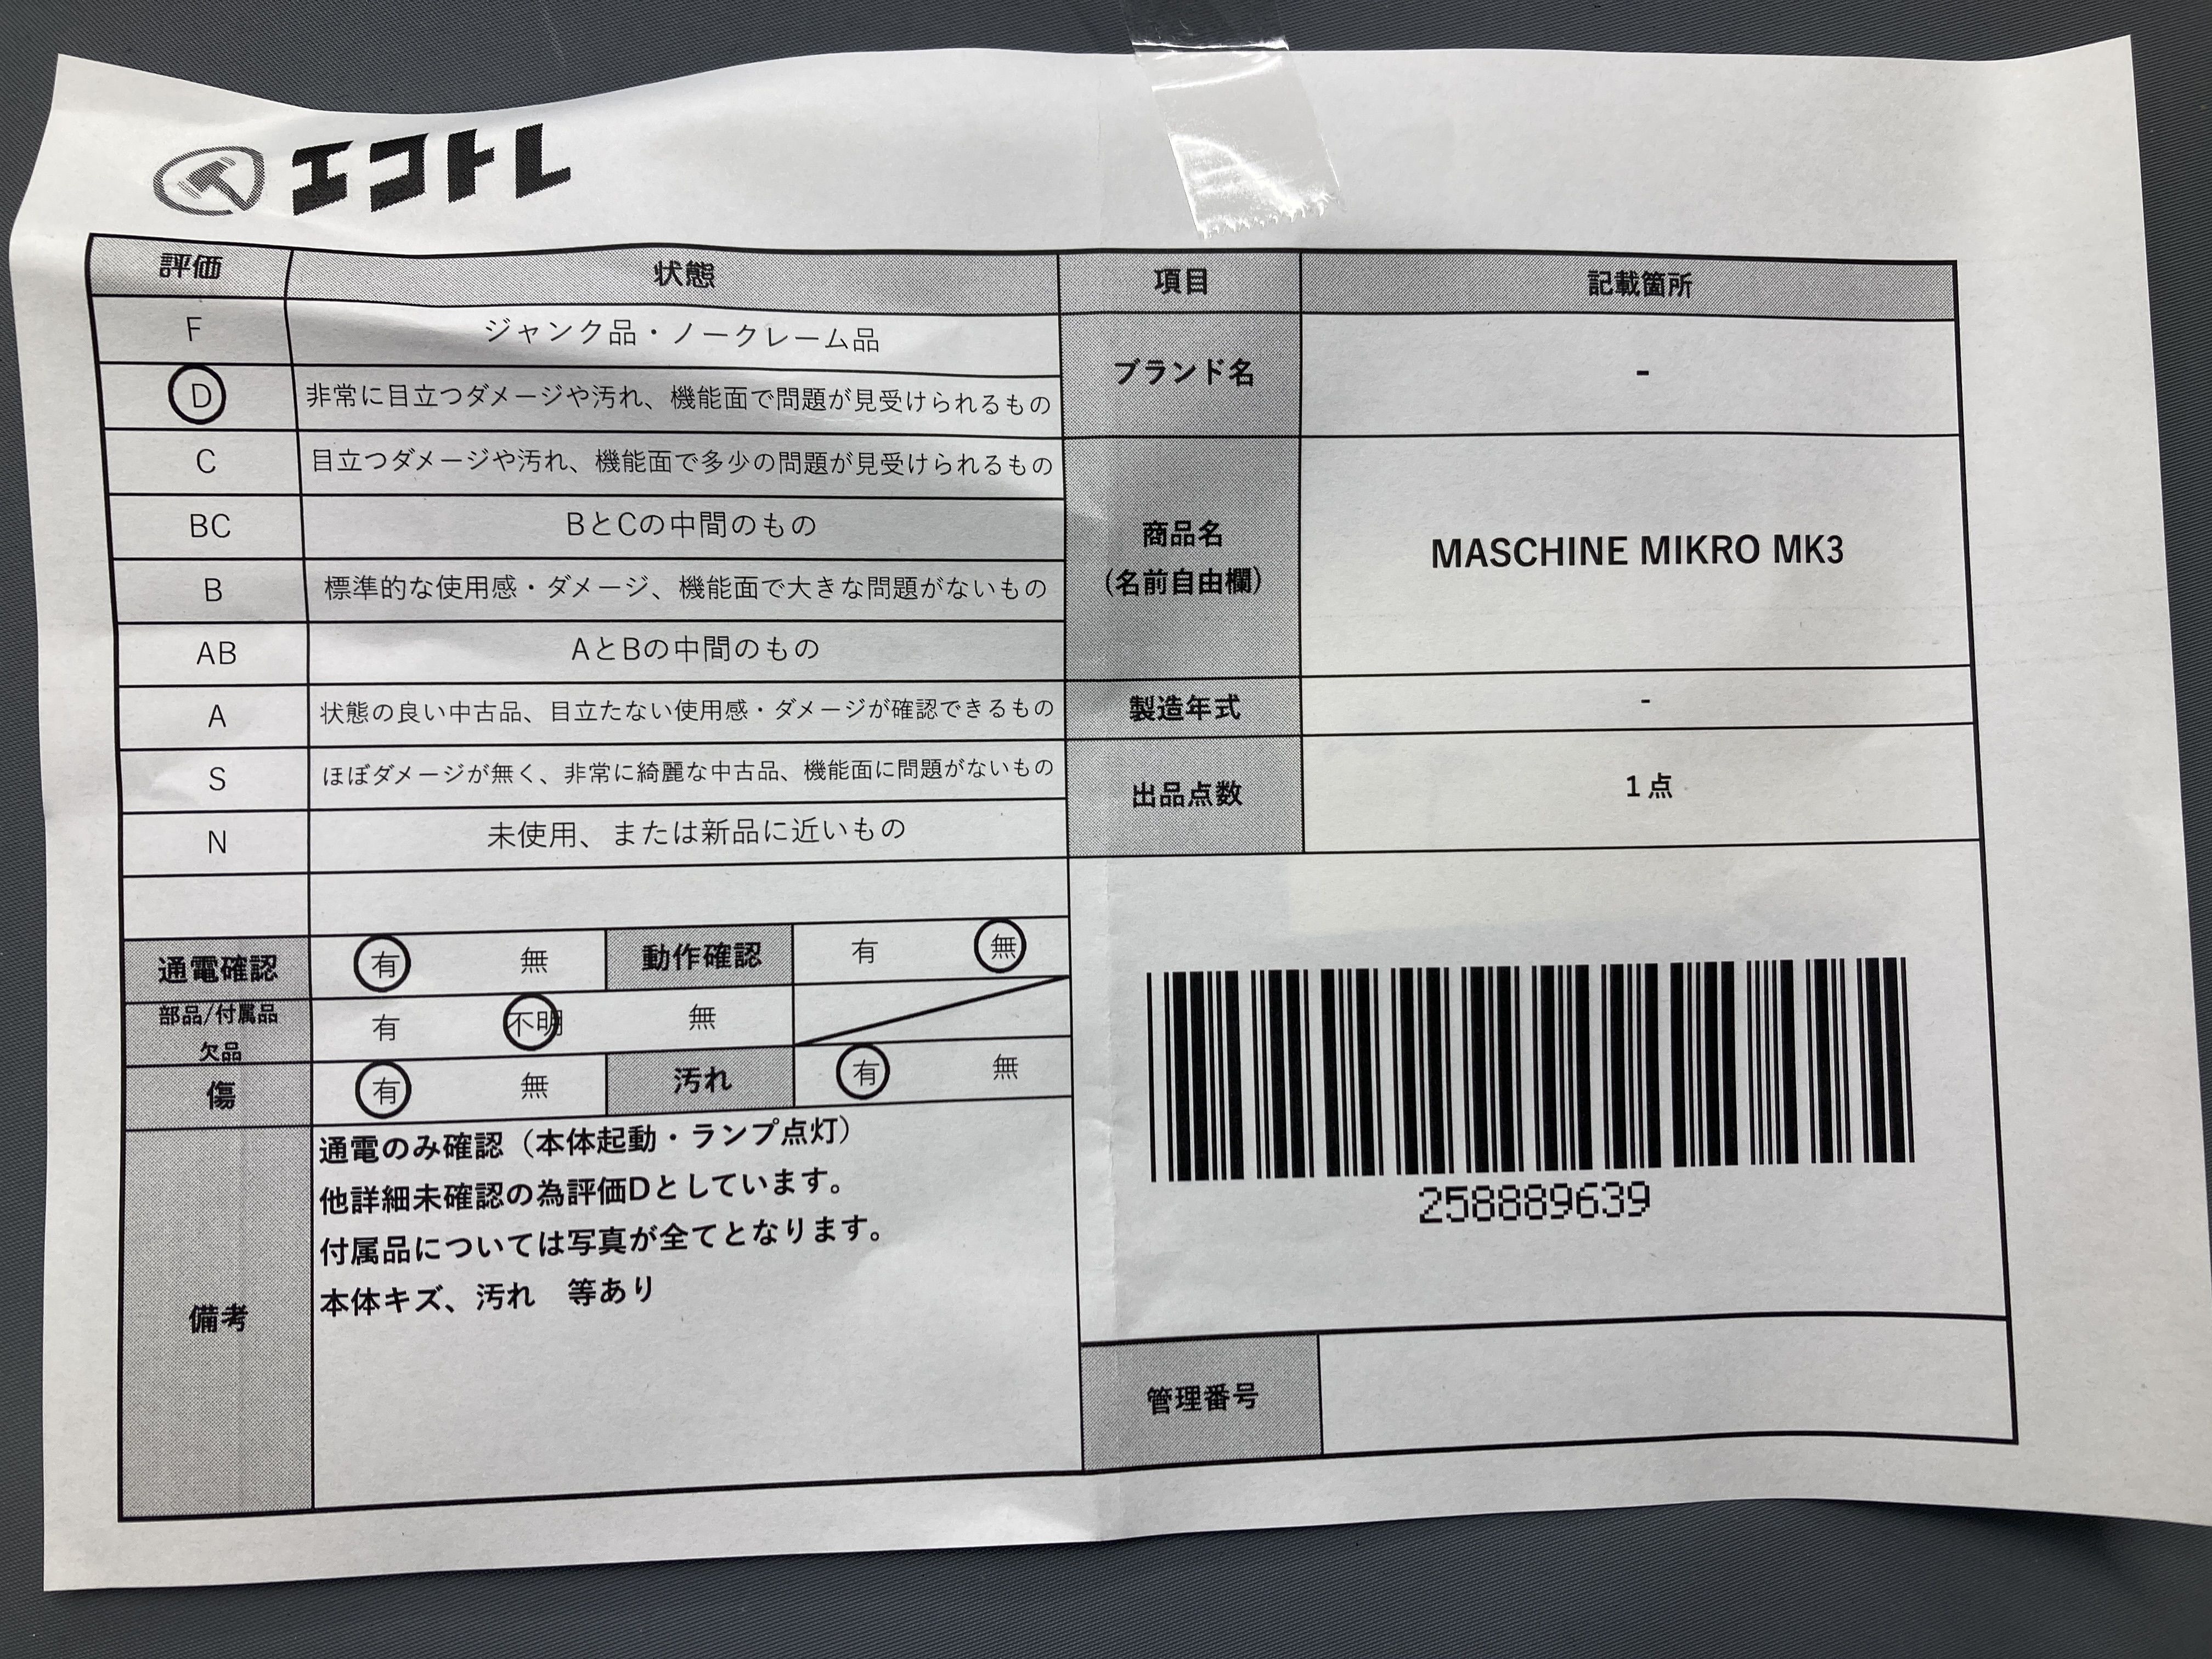 エコトレ
評価 状態 項目 記載箇所
F ジャンク品・ノークレーム品
D 非常に目立つダメージや汚れ、機能面で問題が見受けられるもの
C 目立つダメージや汚れ、機能面で多少の問題が見受けられるもの
BC BとCの中間のもの
B 標準的な使用感・ダメージ、機能面で大きな問題がないもの
AB AとBの中間のもの
A 状態の良い中古品、目立たない使用感・ダメージが確認できるもの
S ほぼダメージが無く、非常に綺麗な中古品、機能面に問題がないもの
N 未使用、または新品に近いもの
ブランド名 -
商品名
(名前自由欄)
MASCHINE MIKRO MK3
製造年式 -
出品点数 1点
通電確認 有 無 動作確認 有 無
部品/付属品
欠品
有 不明 無
傷 有 無 汚れ 有 無
備考
通電のみ確認（本体起動・ランプ点灯）
他詳細未確認の為評価Dとしています。
付属品については写真が全てとなります。
本体キズ、汚れ　等あり
258889639
管理番号